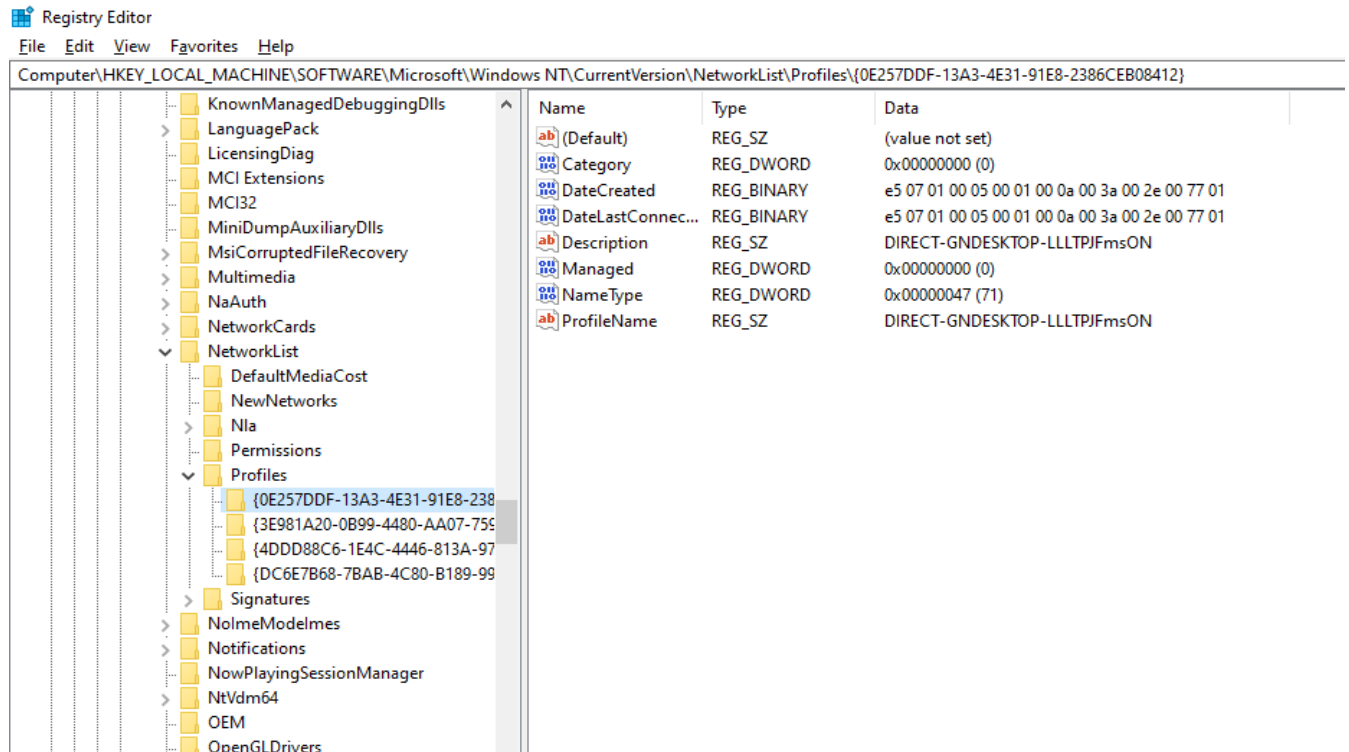 Registry Editor
File Edit View Favorites Help
Computer\HKEY_LOCAL_MACHINE\SOFTWARE\Microsoft\Windows NT\CurrentVersion\NetworkList\Profiles\{0E257DDF-13A3-4E31-91E8-2386CEB08412}
KnownManagedDebuggingDlls
LanguagePack
LicensingDiag
MCI Extensions
MCI32
MiniDumpAuxiliaryDlls
MsiCorruptedFileRecovery
Multimedia
NaAuth
NetworkCards
NetworkList
DefaultMediaCost
NewNetworks
Nla
Permissions
Profiles
{0E257DDF-13A3-4E31-91E8-238
{3E981A20-0B99-4480-AA07-759
{4DDD88C6-1E4C-4446-813A-97
{DC6E7B68-7BAB-4C80-B189-99
Signatures
NoImeModeImes
Notifications
NowPlayingSessionManager
NtVdm64
OEM
OpenGLDrivers
Name Type Data
(Default) REG_SZ (value not set)
Category REG_DWORD 0x00000000 (0)
DateCreated REG_BINARY e5 07 01 00 05 00 01 00 0a 00 3a 00 2e 00 77 01
DateLastConnec... REG_BINARY e5 07 01 00 05 00 01 00 0a 00 3a 00 2e 00 77 01
Description REG_SZ DIRECT-GNDESKTOP-LLLTPJFmsON
Managed REG_DWORD 0x00000000 (0)
NameType REG_DWORD 0x00000047 (71)
ProfileName REG_SZ DIRECT-GNDESKTOP-LLLTPJFmsON